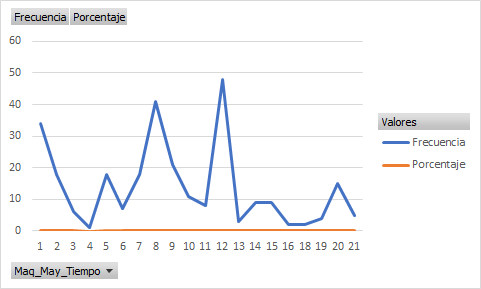 Frecuencia Porcentaje
60
50
40
30
20
10
0
1 2 3 4 5 6 7 8 9 10 11 12 13 14 15 16 17 18 19 20 21
Valores
Frecuencia
Porcentaje
Maq_May_Tiempo